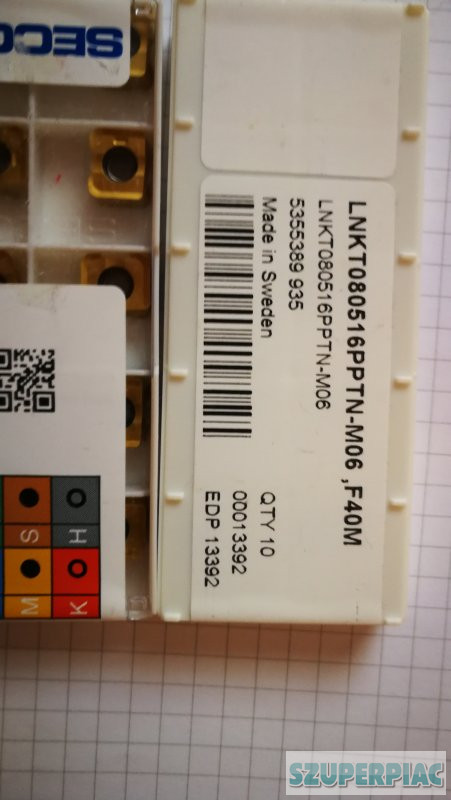 SECO
LNKT080516PPTN-M06 ,F40M
LNKT080516PPTN-M06
5355389 935
Made in Sweden
QTY 10
00013392
EDP 13392
S
H
M
K
SZUPERPIAC